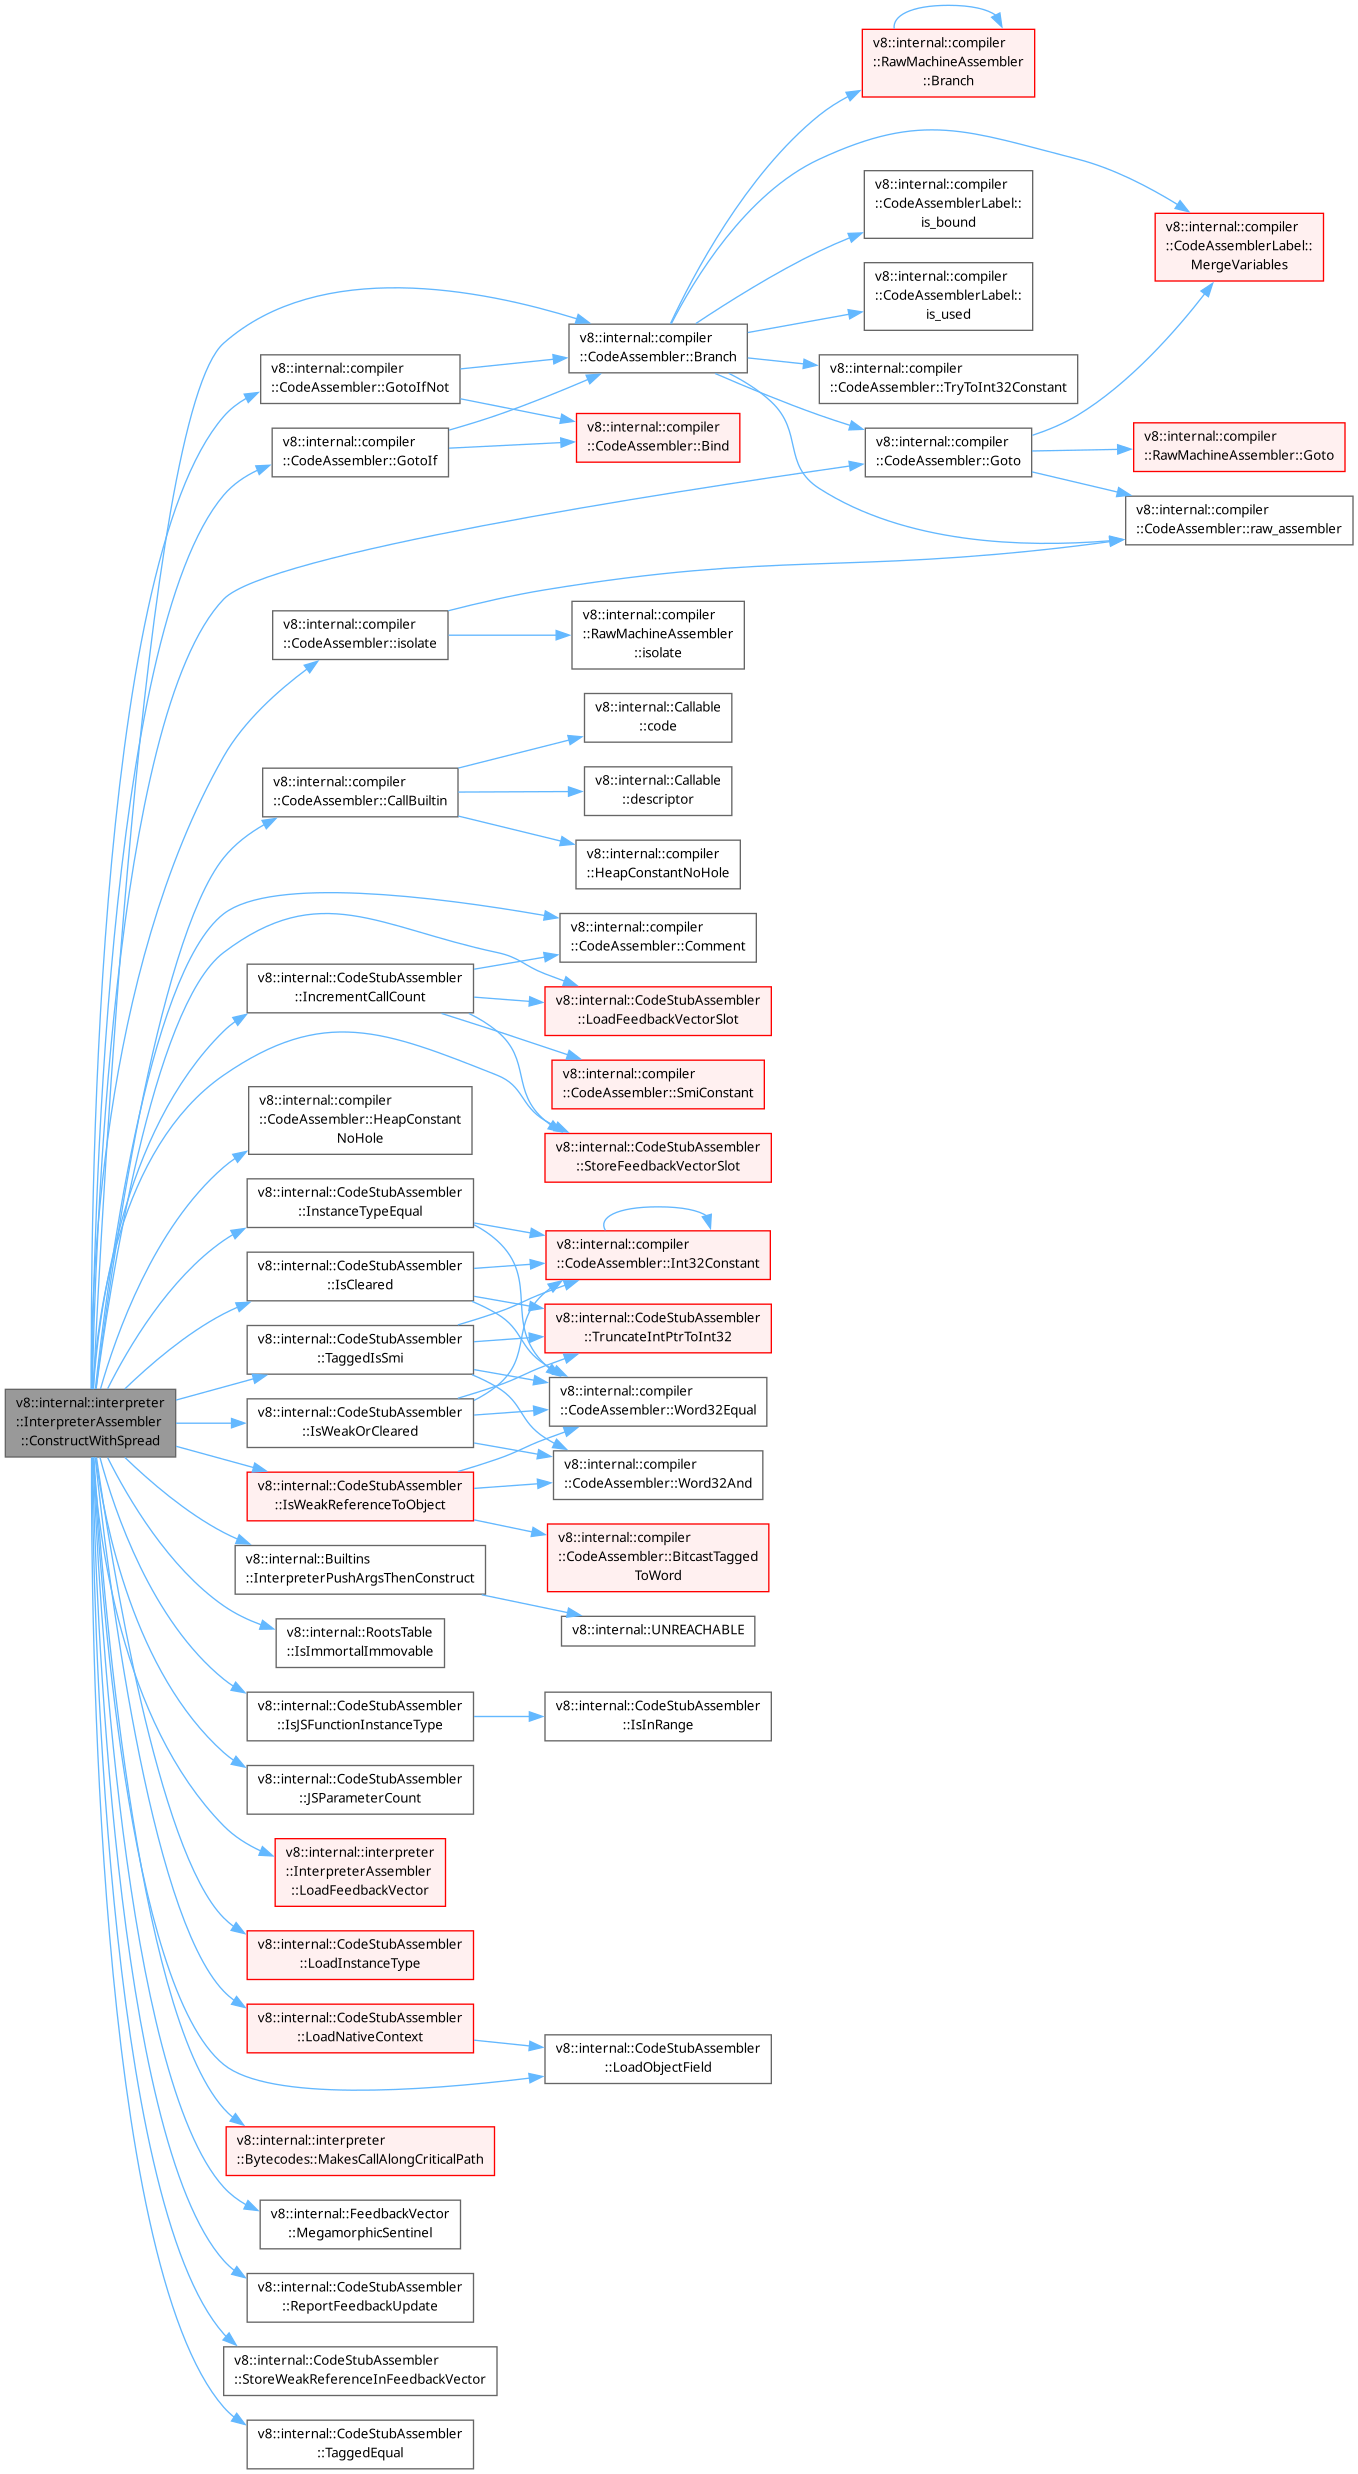 v8::internal::compiler
::RawMachineAssembler
::Branch
v8::internal::compiler
::CodeAssemblerLabel::
is_bound
v8::internal::compiler
::CodeAssemblerLabel::
MergeVariables
v8::internal::compiler
::CodeAssemblerLabel::
is_used
v8::internal::compiler
::CodeAssembler::Branch
v8::internal::compiler
::CodeAssembler::GotoIfNot
v8::internal::compiler
::CodeAssembler::TryToInt32Constant
v8::internal::compiler
::CodeAssembler::Bind
v8::internal::compiler
::CodeAssembler::GotoIf
v8::internal::compiler
::CodeAssembler::Goto
v8::internal::compiler
::RawMachineAssembler::Goto
v8::internal::compiler
::CodeAssembler::raw_assembler
v8::internal::compiler
::CodeAssembler::isolate
v8::internal::compiler
::RawMachineAssembler
::isolate
v8::internal::Callable
::code
v8::internal::compiler
::CodeAssembler::CallBuiltin
v8::internal::Callable
::descriptor
v8::internal::compiler
::HeapConstantNoHole
v8::internal::compiler
::CodeAssembler::Comment
v8::internal::CodeStubAssembler
::IncrementCallCount
v8::internal::CodeStubAssembler
::LoadFeedbackVectorSlot
v8::internal::compiler
::CodeAssembler::SmiConstant
v8::internal::compiler
::CodeAssembler::HeapConstant
NoHole
v8::internal::CodeStubAssembler
::StoreFeedbackVectorSlot
v8::internal::CodeStubAssembler
::InstanceTypeEqual
v8::internal::compiler
::CodeAssembler::Int32Constant
v8::internal::CodeStubAssembler
::IsCleared
v8::internal::CodeStubAssembler
::TruncateIntPtrToInt32
v8::internal::CodeStubAssembler
::TaggedIsSmi
v8::internal::compiler
::CodeAssembler::Word32Equal
v8::internal::interpreter
::InterpreterAssembler
::ConstructWithSpread
v8::internal::CodeStubAssembler
::IsWeakOrCleared
v8::internal::compiler
::CodeAssembler::Word32And
v8::internal::CodeStubAssembler
::IsWeakReferenceToObject
v8::internal::compiler
::CodeAssembler::BitcastTagged
ToWord
v8::internal::Builtins
::InterpreterPushArgsThenConstruct
v8::internal::UNREACHABLE
v8::internal::RootsTable
::IsImmortalImmovable
v8::internal::CodeStubAssembler
::IsJSFunctionInstanceType
v8::internal::CodeStubAssembler
::IsInRange
v8::internal::CodeStubAssembler
::JSParameterCount
v8::internal::interpreter
::InterpreterAssembler
::LoadFeedbackVector
v8::internal::CodeStubAssembler
::LoadInstanceType
v8::internal::CodeStubAssembler
::LoadNativeContext
v8::internal::CodeStubAssembler
::LoadObjectField
v8::internal::interpreter
::Bytecodes::MakesCallAlongCriticalPath
v8::internal::FeedbackVector
::MegamorphicSentinel
v8::internal::CodeStubAssembler
::ReportFeedbackUpdate
v8::internal::CodeStubAssembler
::StoreWeakReferenceInFeedbackVector
v8::internal::CodeStubAssembler
::TaggedEqual